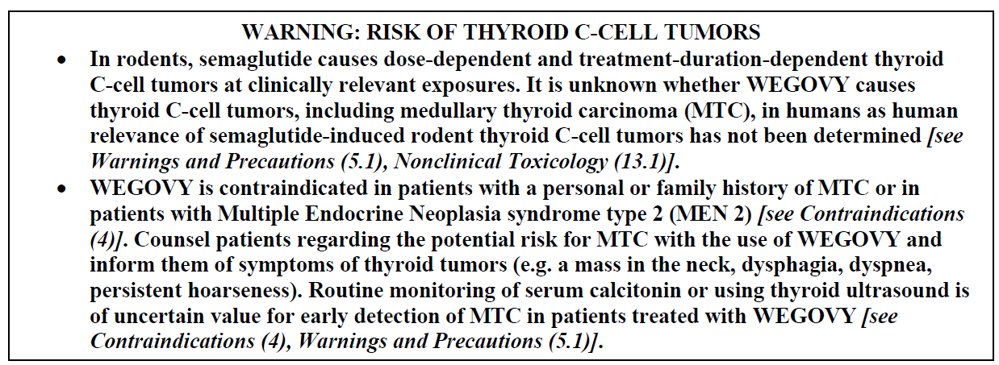 WARNING: RISK OF THYROID C-CELL TUMORS
• In rodents, semaglutide causes dose-dependent and treatment-duration-dependent thyroid
C-cell tumors at clinically relevant exposures. It is unknown whether WEGOVY causes
thyroid C-cell tumors, including medullary thyroid carcinoma (MTC), in humans as human
relevance of semaglutide-induced rodent thyroid C-cell tumors has not been determined [see
Warnings and Precautions (5.1), Nonclinical Toxicology (13.1)].
• WEGOVY is contraindicated in patients with a personal or family history of MTC or in
patients with Multiple Endocrine Neoplasia syndrome type 2 (MEN 2) [see Contraindications
(4)]. Counsel patients regarding the potential risk for MTC with the use of WEGOVY and
inform them of symptoms of thyroid tumors (e.g. a mass in the neck, dysphagia, dyspnea,
persistent hoarseness). Routine monitoring of serum calcitonin or using thyroid ultrasound is
of uncertain value for early detection of MTC in patients treated with WEGOVY [see
Contraindications (4), Warnings and Precautions (5.1)].